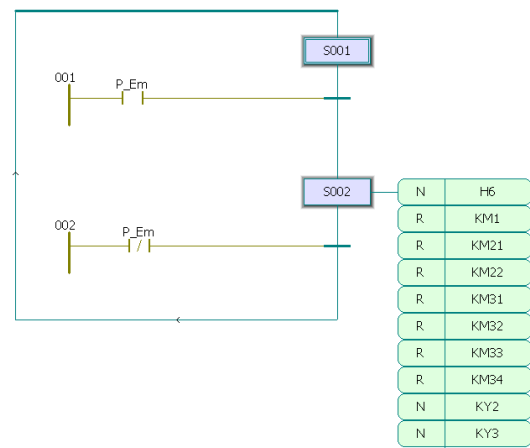 S001
001
P_Em
S002
N H6
R KM1
R KM21
002
P_Em
R KM22
R KM31
R KM32
R KM33
R KM34
N KY2
N KY3